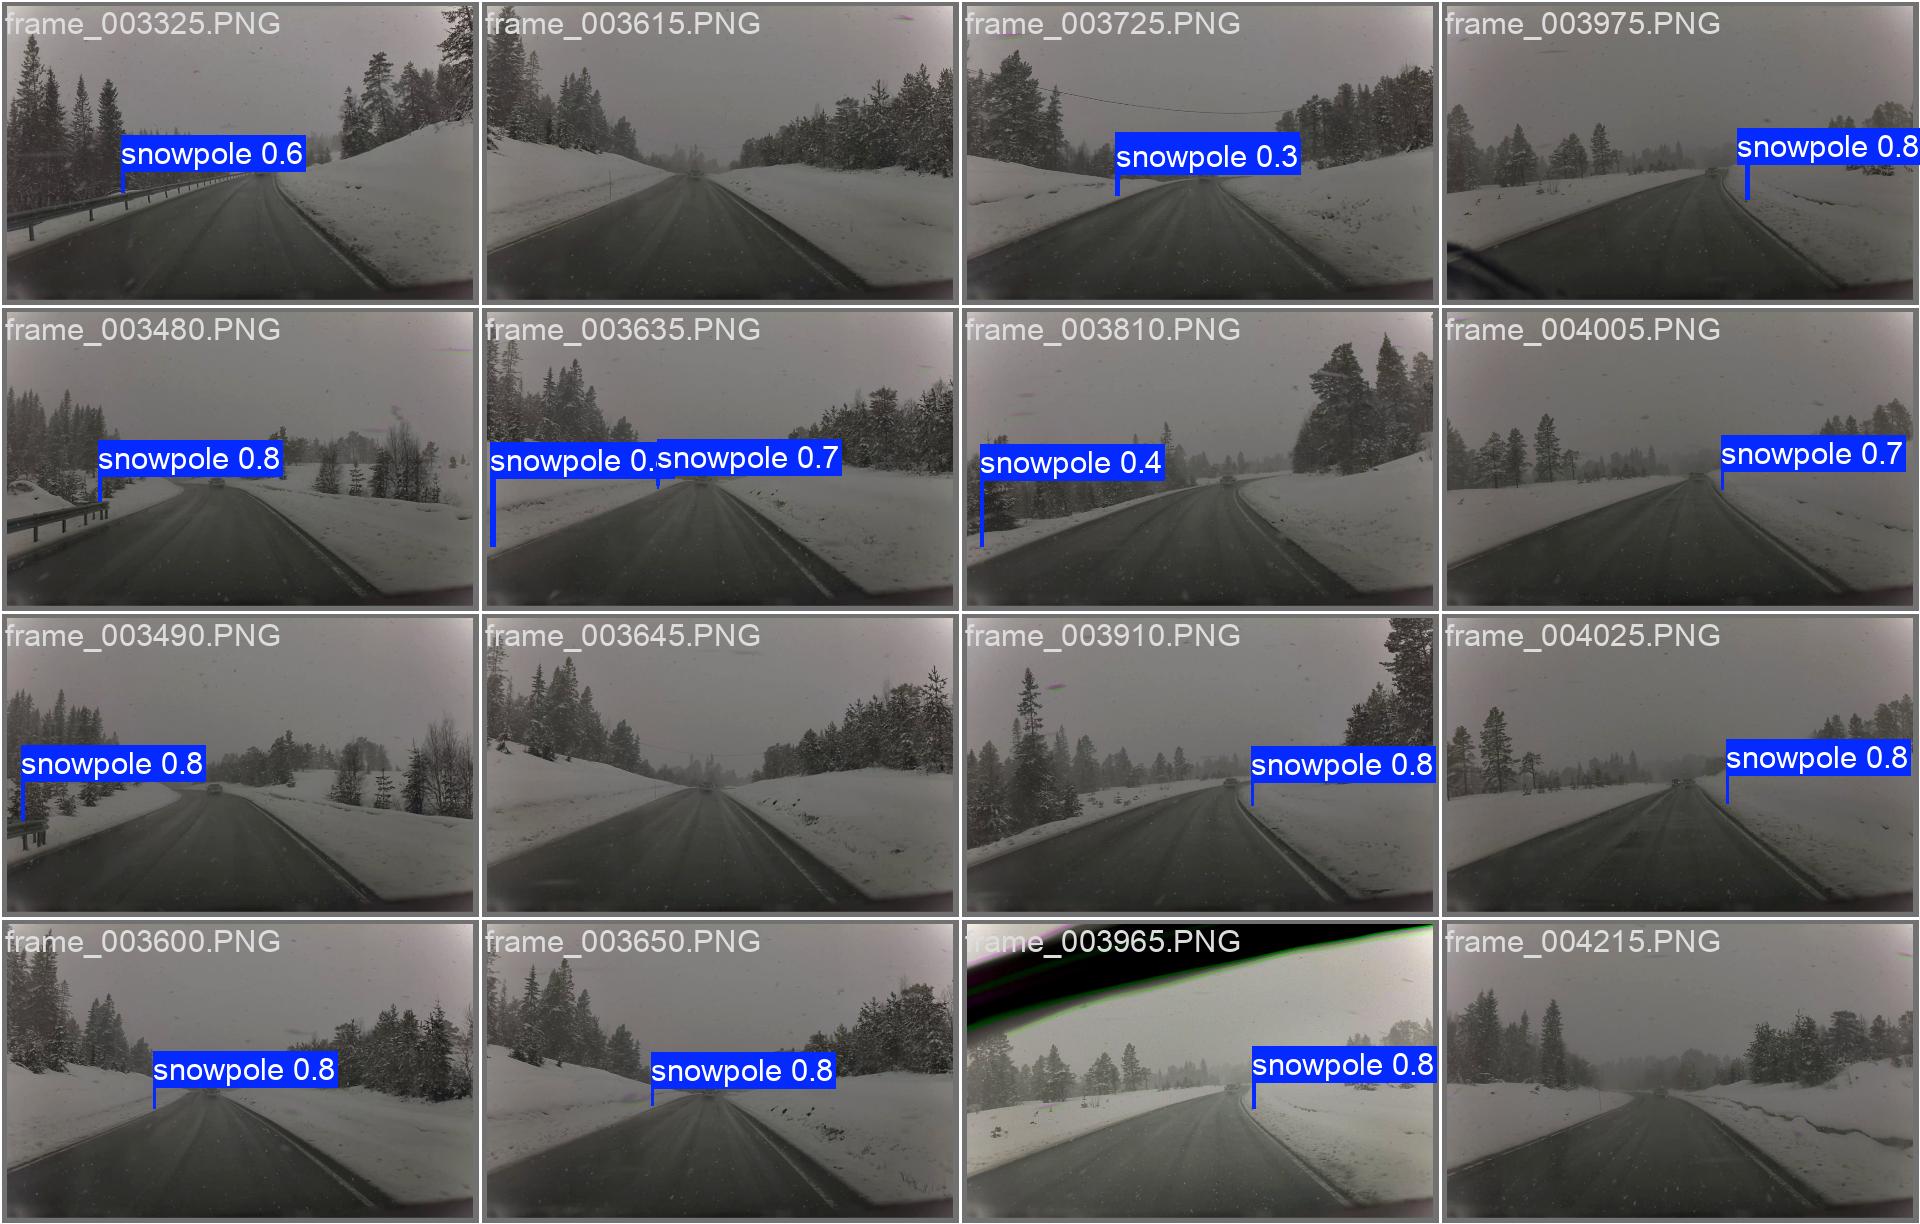 frame_003325.PNG
snowpole 0.6
frame_003615.PNG
frame_003725.PNG
snowpole 0.3
frame_003975.PNG
snowpole 0.8
frame_003480.PNG
snowpole 0.8
frame_003635.PNG
snowpole 0.
snowpole 0.7
frame_003810.PNG
snowpole 0.4
frame_004005.PNG
snowpole 0.7
frame_003490.PNG
snowpole 0.8
frame_003645.PNG
frame_003910.PNG
snowpole 0.8
frame_004025.PNG
snowpole 0.8
frame_003600.PNG
snowpole 0.8
frame_003650.PNG
snowpole 0.8
frame_003965.PNG
snowpole 0.8
frame_004215.PNG